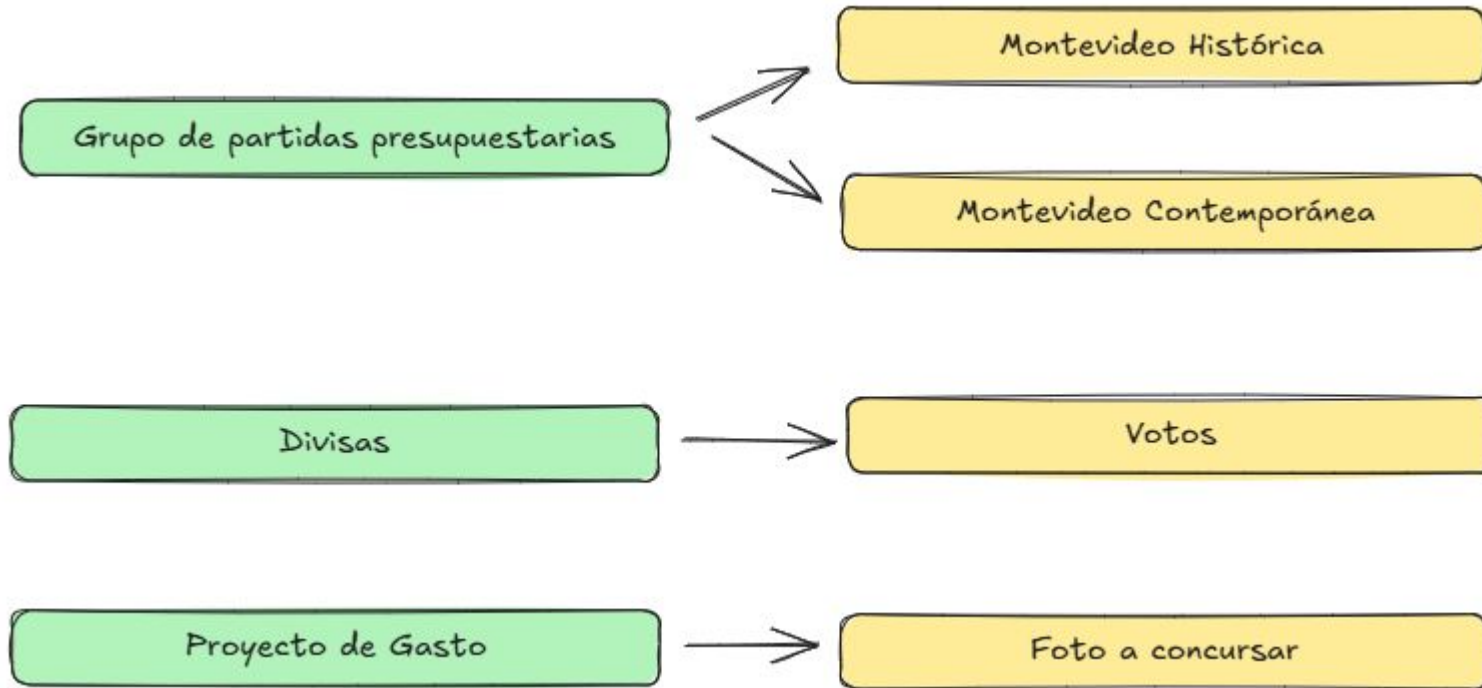 Grupo de partidas presupuestarias
Montevideo Histórica
Montevideo Contemporánea
Divisas
Votos
Proyecto de Gasto
Foto a concursar